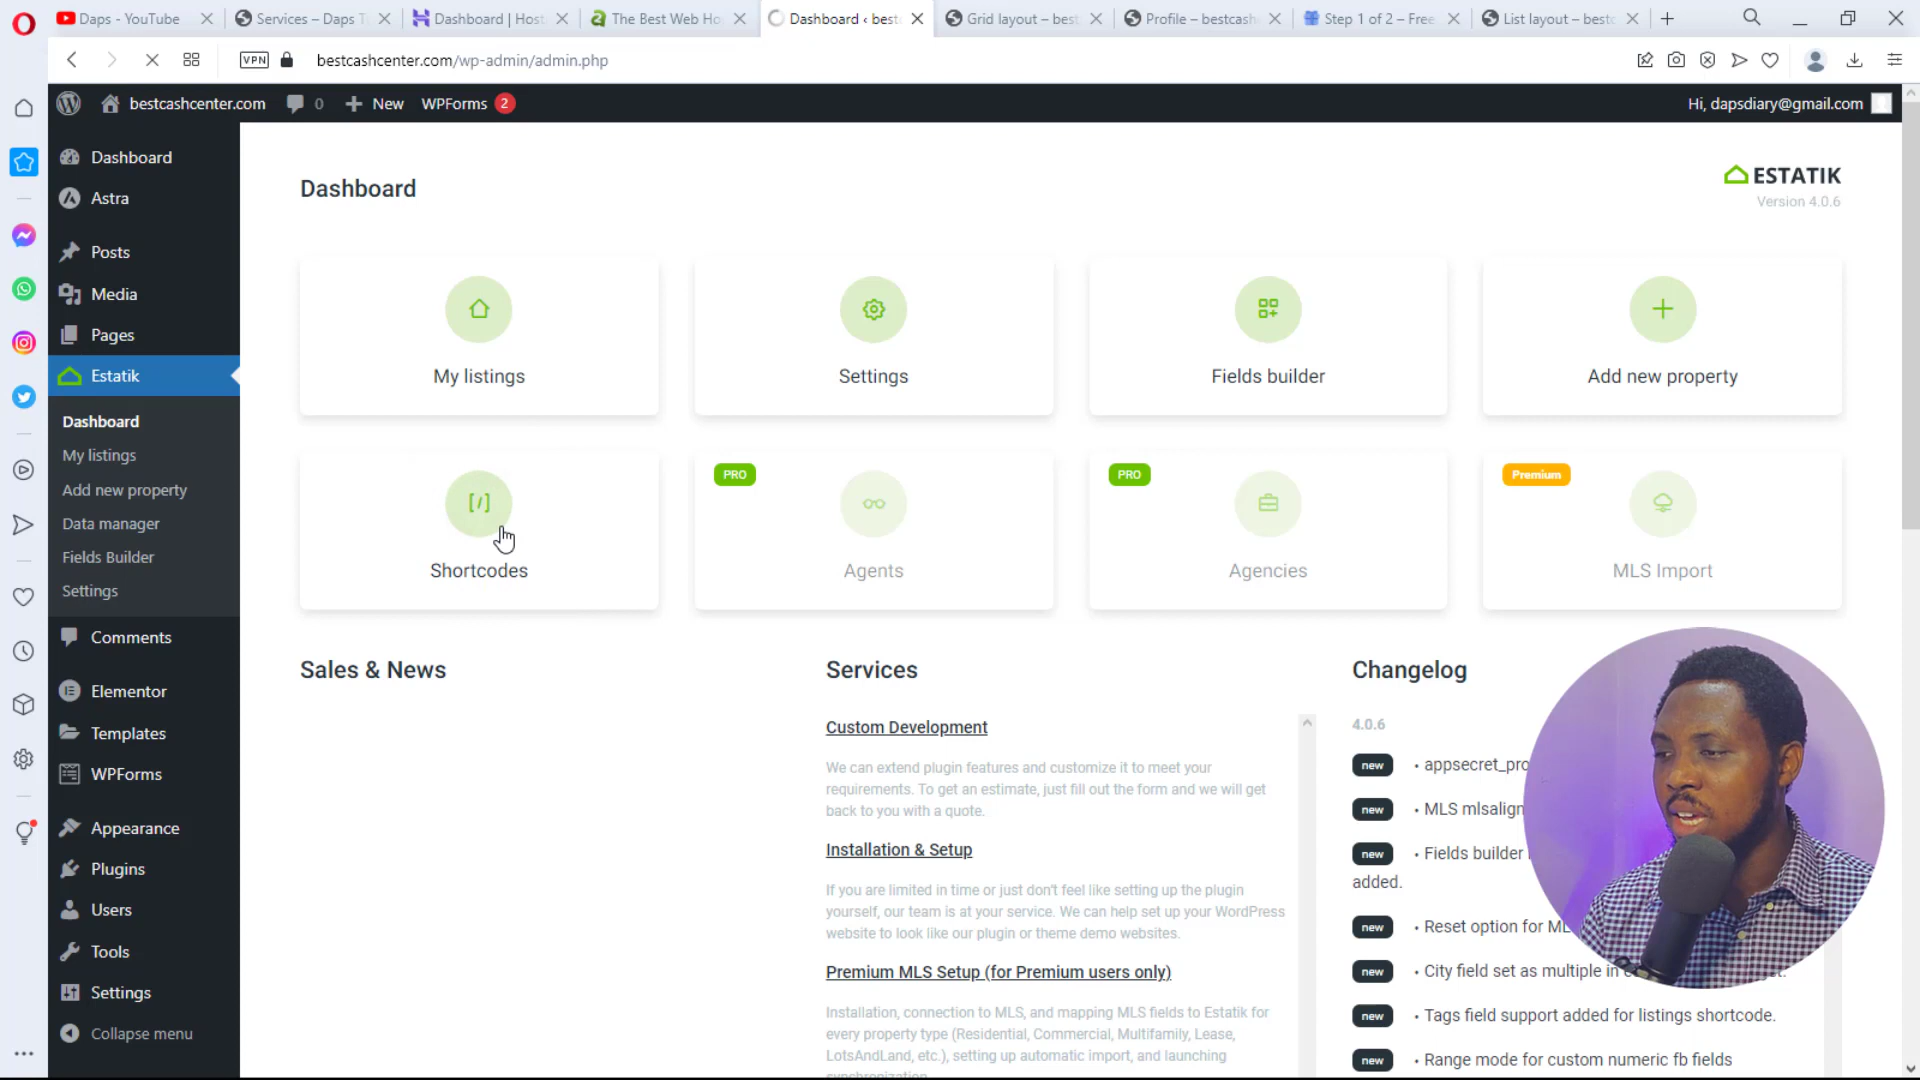 Daps - YouTube
Services – Daps T
Dashboard | Host
The Best Web Ho
Dashboard ‹ best
Grid layout – best
Profile – bestcash
Step 1 of 2 – Free
List layout – bestc
VPN
bestcashcenter.com/wp-admin/admin.php
bestcashcenter.com
0
New
WPForms 2
Hi, dapsdiary@gmail.com
Dashboard
Astra
Posts
Media
Pages
Estatik
Dashboard
My listings
Add new property
Data manager
Fields Builder
Settings
Comments
Elementor
Templates
WPForms
Appearance
Plugins
Users
Tools
Settings
Collapse menu
Dashboard
ESTATIK
Version 4.0.6
My listings
Settings
Fields builder
Add new property
[/]
Shortcodes
PRO
Agents
PRO
Agencies
Premium
MLS Import
Sales & News
Services
Custom Development
We can extend plugin features and customize it to meet your
requirements. To get an estimate, just fill out the form and we will get
back to you with a quote.
Installation & Setup
If you are limited in time or just don't feel like setting up the plugin
yourself, our team is at your service. We can help set up your WordPress
website to look like our plugin or theme demo websites.
Premium MLS Setup (for Premium users only)
Installation, connection to MLS, and mapping MLS fields to Estatik for
every property type (Residential, Commercial, Multifamily, Lease,
LotsAndLand, etc.), setting up automatic import, and launching
synchronization.
Changelog
4.0.6
new • appsecret_pro
new • MLS mlsalign
new • Fields builder
added.
new • Reset option for ML
new • City field set as multiple in
new • Tags field support added for listings shortcode.
new • Range mode for custom numeric fb fields